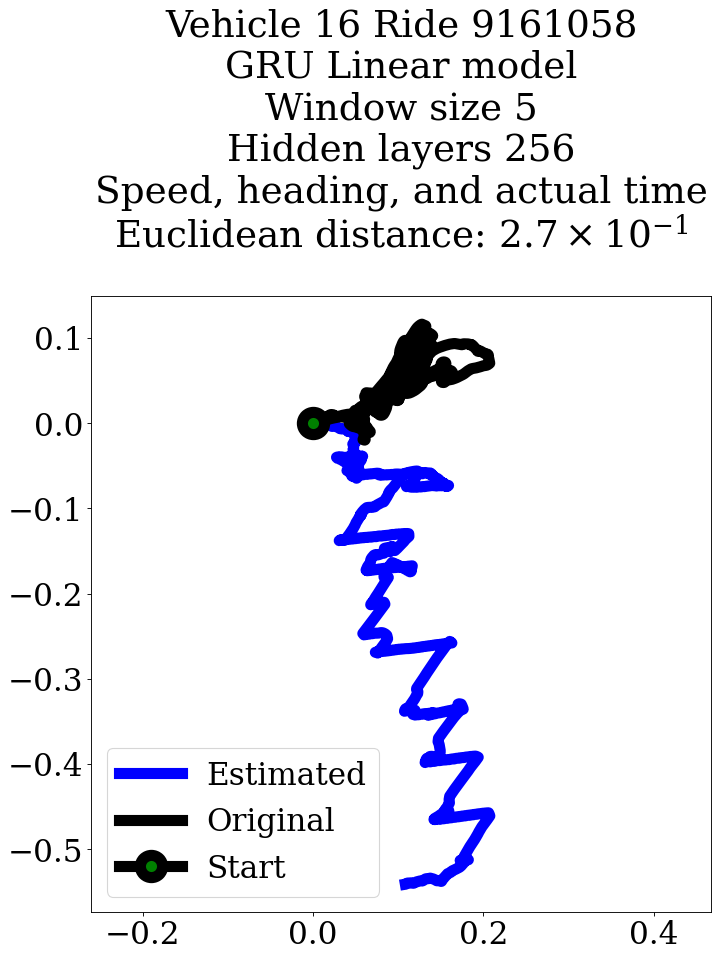 Vehicle 16 Ride 9161058
GRU Linear model
Window size 5
Hidden layers 256
Speed, heading, and actual time
Euclidean distance: 2.7 × 10⁻¹
0.1
0.0
−0.1
−0.2
−0.3
−0.4
−0.5
Estimated
Original
Start
−0.2 0.0 0.2 0.4